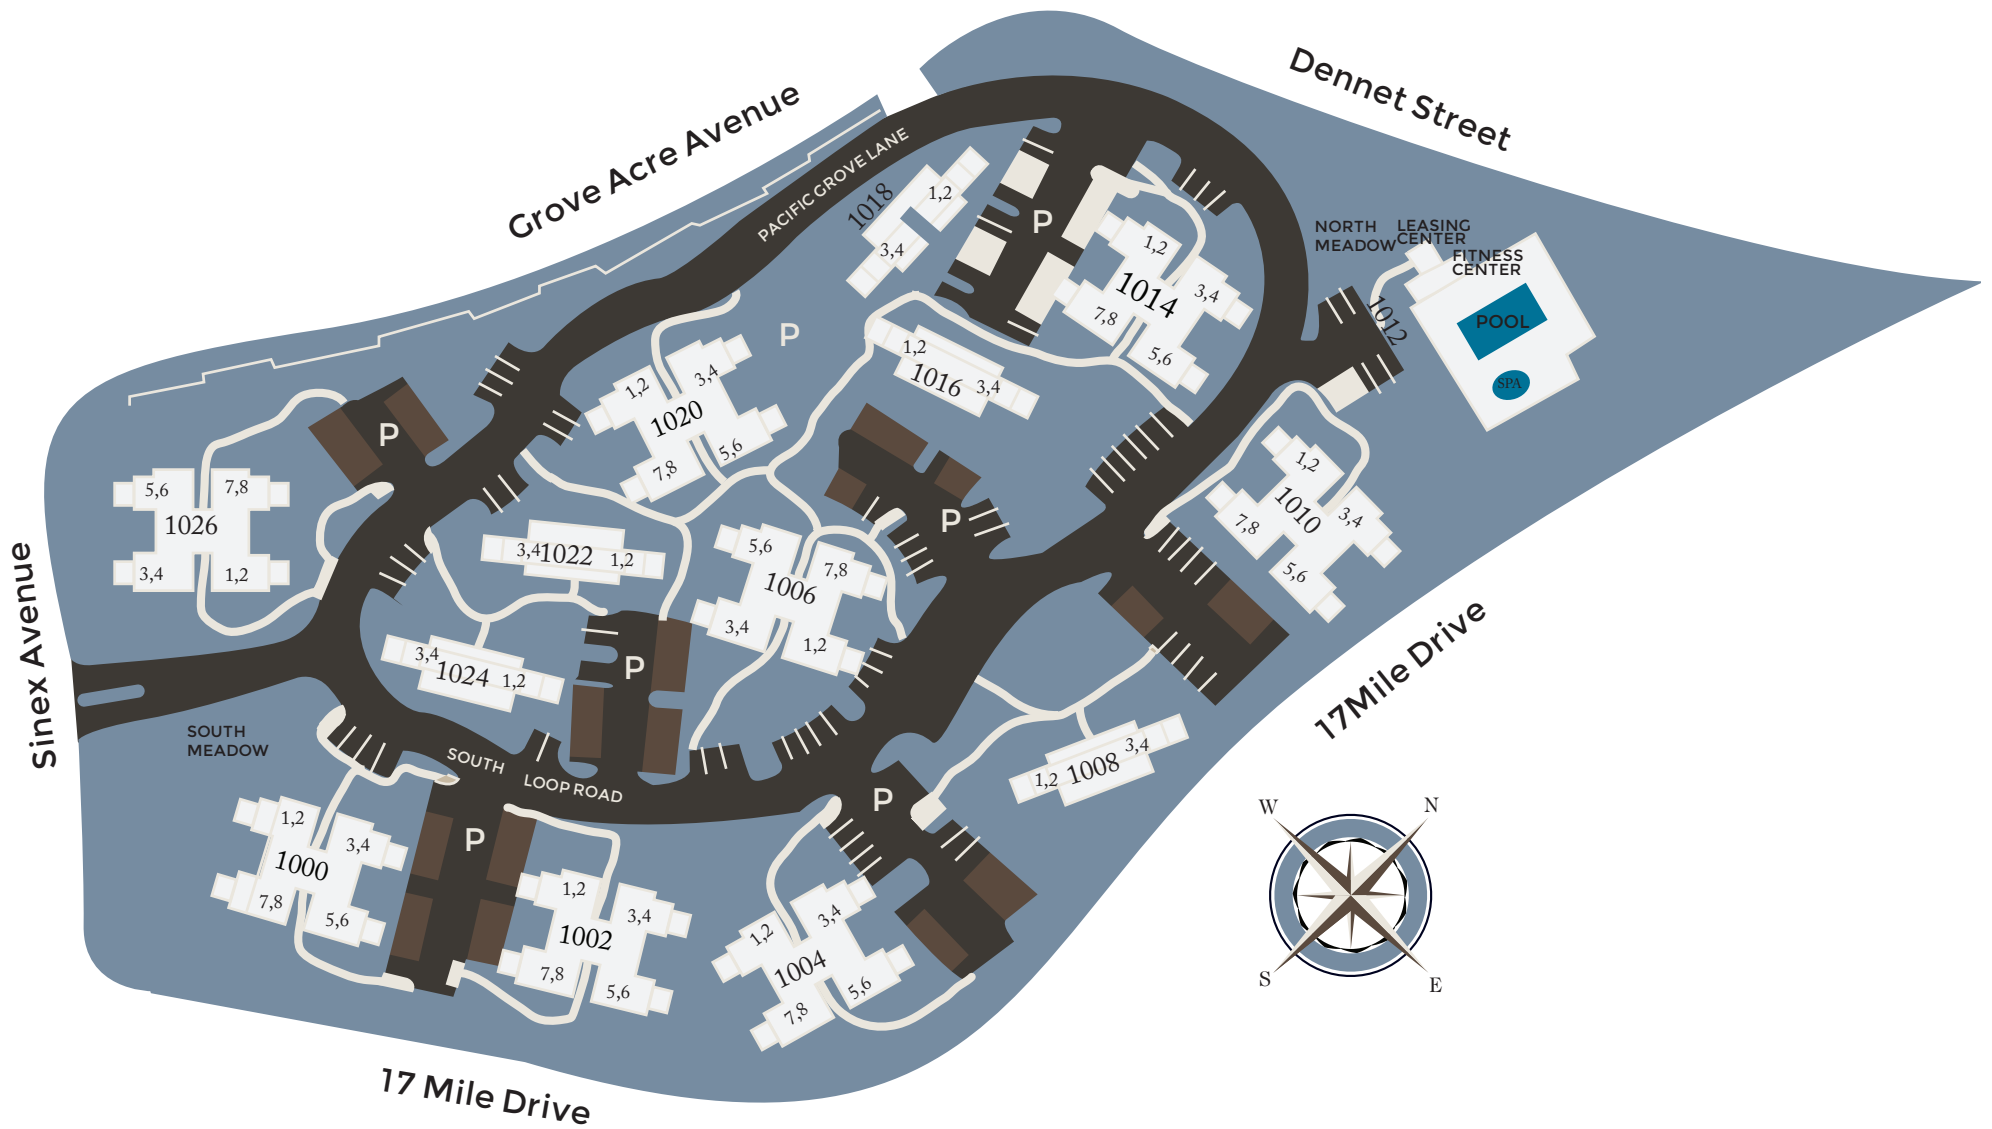 Dennet Street
Grove Acre Avenue
PACIFIC GROVE LANE
1018
1,2
3,4
P
1,2
1014
3,4
7,8
5,6
NORTH
MEADOW
LEASING
CENTER
FITNESS
CENTER
1012
POOL
SPA
P
1,2
1016
3,4
1,2
3,4
1020
7,8
5,6
P
5,6
7,8
1026
3,4
1,2
1,2
1010
3,4
7,8
5,6
P
3,4
1022
1,2
5,6
7,8
1006
3,4
1,2
Sinex Avenue
3,4
1024
1,2
P
17Mile Drive
SOUTH
MEADOW
SOUTH
LOOP ROAD
3,4
1,2
1008
P
P
1,2
3,4
1000
7,8
5,6
1,2
3,4
1002
7,8
5,6
1,2
3,4
1004
7,8
5,6
W
N
S
E
17 Mile Drive